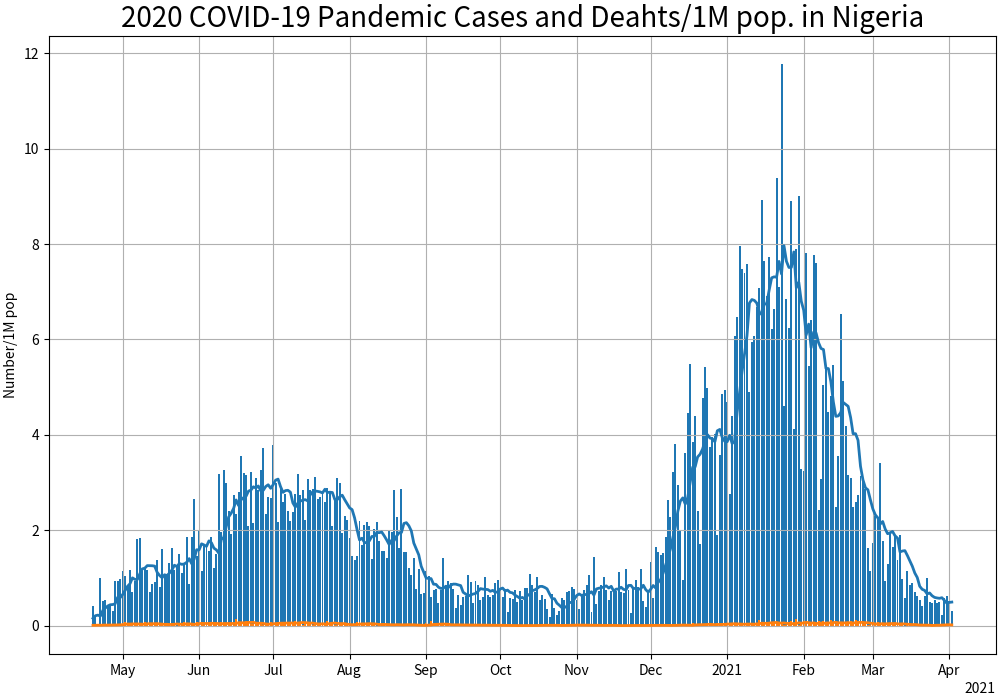 2020 COVID-19 Pandemic Cases and Deahts/1M pop. in Nigeria
Number/1M pop
12
10
8
6
4
2
0
May Jun Jul Aug Sep Oct Nov Dec 2021 Feb Mar Apr
2021